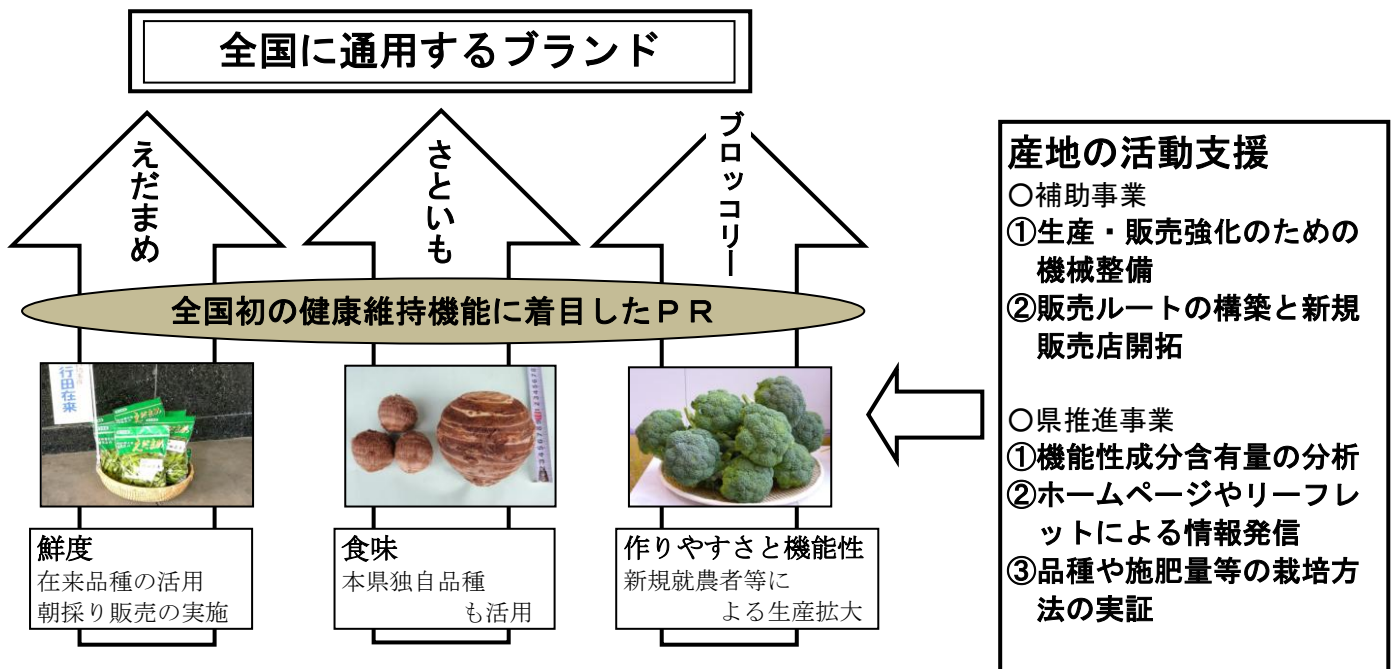 全国に通用するブランド
えだまめ
さといも
ブロッコリー
全国初の健康維持機能に着目したＰＲ
行田在来
鮮度
在来品種の活用
朝採り販売の実施
食味
本県独自品種
も活用
作りやすさと機能性
新規就農者等に
よる生産拡大
産地の活動支援
○補助事業
①生産・販売強化のための
機械整備
②販売ルートの構築と新規
販売店開拓
○県推進事業
①機能性成分含有量の分析
②ホームページやリーフレ
ットによる情報発信
③品種や施肥量等の栽培方
法の実証